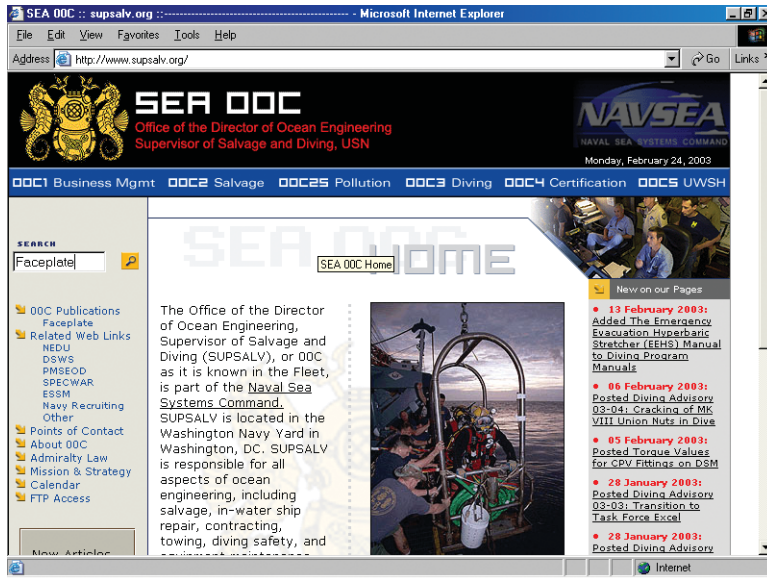 SEA 00C :: supsalv.org ::---------------------------------------------- - Microsoft Internet Explorer
File Edit View Favorites Tools Help
Address http://www.supsalv.org/ Go Links
SEA 00C
Office of the Director of Ocean Engineering
Supervisor of Salvage and Diving, USN
NAVSEA
NAVAL SEA SYSTEMS COMMAND
Monday, February 24, 2003
00C1 Business Mgmt 00C2 Salvage 00C25 Pollution 00C3 Diving 00C4 Certification 00C5 UWSH
SEARCH
Faceplate
00C Publications
Faceplate
Related Web Links
NEDU
DSWS
PMSEOD
SPECWAR
ESSM
Navy Recruiting
Other
Points of Contact
About 00C
Admiralty Law
Mission & Strategy
Calendar
FTP Access
New Articles
SEA 00C
HOME
SEA 00C Home
The Office of the Director
of Ocean Engineering,
Supervisor of Salvage and
Diving (SUPSALV), or 00C
as it is known in the Fleet,
is part of the Naval Sea
Systems Command.
SUPSALV is located in the
Washington Navy Yard in
Washington, DC. SUPSALV
is responsible for all
aspects of ocean
engineering, including
salvage, in-water ship
repair, contracting,
towing, diving safety, and
equipment maintenance
New on our Pages
13 February 2003:
Added The Emergency
Evacuation Hyperbaric
Stretcher (EEHS) Manual
to Diving Program
Manuals
06 February 2003:
Posted Diving Advisory
03-04: Cracking of MK
VIII Union Nuts in Dive
05 February 2003:
Posted Torque Values
for CPV Fittings on DSM
28 January 2003:
Posted Diving Advisory
03-03: Transition to
Task Force Excel
28 January 2003:
Posted Diving Advisory
Internet